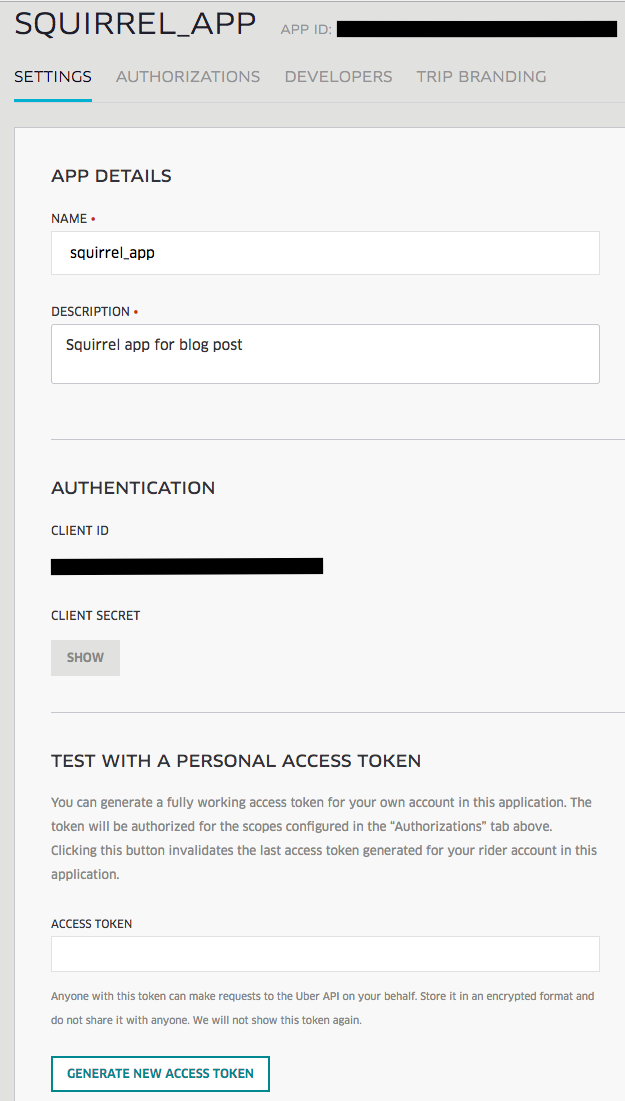 SQUIRREL_APP APP ID:
SETTINGS AUTHORIZATIONS DEVELOPERS TRIP BRANDING
APP DETAILS
NAME •
squirrel_app
DESCRIPTION •
Squirrel app for blog post
AUTHENTICATION
CLIENT ID
CLIENT SECRET
SHOW
TEST WITH A PERSONAL ACCESS TOKEN
You can generate a fully working access token for your own account in this application. The
token will be authorized for the scopes configured in the “Authorizations” tab above.
Clicking this button invalidates the last access token generated for your rider account in this
application.
ACCESS TOKEN
Anyone with this token can make requests to the Uber API on your behalf. Store it in an encrypted format and
do not share it with anyone. We will not show this token again.
GENERATE NEW ACCESS TOKEN